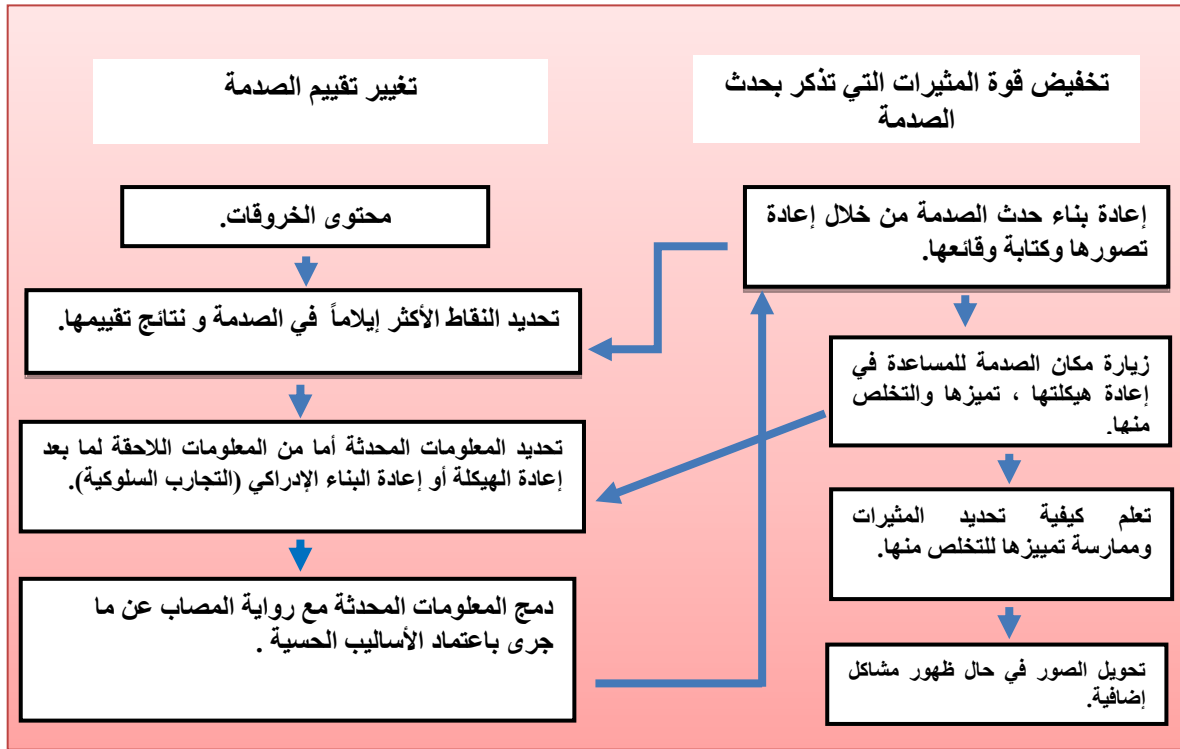 تخفيض قوة المثيرات التي تذكر بحدث
الصدمة
إعادة بناء حدث الصدمة من خلال إعادة
تصورها وكتابة وقائعها.
زيارة مكان الصدمة للمساعدة في
إعادة هيكلتها ، تميزها والتخلص
منها.
تعلم كيفية تحديد المثيرات
وممارسة تمييزها للتخلص منها.
تحويل الصور في حال ظهور مشاكل
إضافية.
تغيير تقييم الصدمة
محتوى الخروقات.
تحديد النقاط الأكثر إيلاماً في الصدمة و نتائج تقييمها.
تحديد المعلومات المحدثة أما من المعلومات اللاحقة لما بعد
إعادة الهيكلة أو إعادة البناء الإدراكي (التجارب السلوكية).
دمج المعلومات المحدثة مع رواية المصاب عن ما
جرى باعتماد الأساليب الحسية .